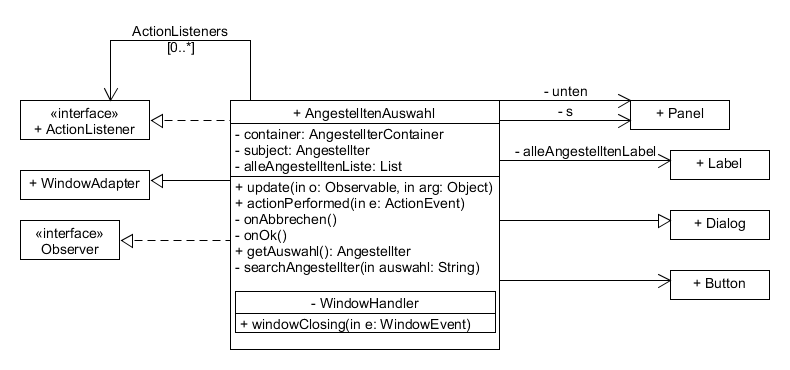 ActionListeners
[0..*]
«interface»
+ ActionListener
+ WindowAdapter
«interface»
Observer
+ AngestelltenAuswahl
- container: AngestellterContainer
- subject: Angestellter
- alleAngestelltenListe: List
+ update(in o: Observable, in arg: Object)
+ actionPerformed(in e: ActionEvent)
- onAbbrechen()
- onOk()
+ getAuswahl(): Angestellter
- searchAngestellter(in auswahl: String)
- WindowHandler
+ windowClosing(in e: WindowEvent)
- unten
- s
+ Panel
- alleAngestelltenLabel
+ Label
+ Dialog
+ Button